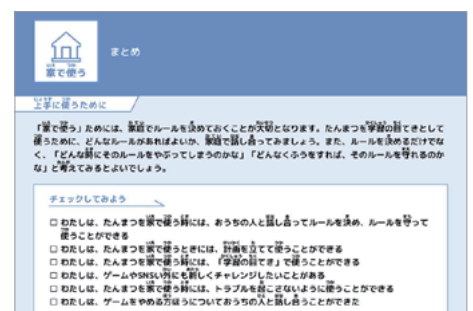 家で使う
まとめ
上手に使うために
「家で使う」ためには、家庭でルールを決めておくことが大切となります。たんまつを学習の目てきとして
使うために、どんなルールがあればよいか、家庭で話し合ってみましょう。また、ルールを決めるだけでな
く、「どんな時にそのルールをやぶってしまうのかな」「どんなくふうをすれば、そのルールを守れるのか
な」と考えてみるとよいでしょう。
チェックしてみよう
□ わたしは、たんまつを家で使う時には、おうちの人と話し合ってルールを決め、ルールを守って
使うことができる
□ わたしは、たんまつを家で使うときには、計画を立てて使うことができる
□ わたしは、たんまつを家で使う時には、「学習の目てき」で使うことができる
□ わたしは、ゲームやSNSい外にも新しくチャレンジしたいことがある
□ わたしは、たんまつを家で使う時には、トラブルを起こさないように使うことができる
□ わたしは、ゲームをやめる方ほうについておうちの人と話し合うことができた